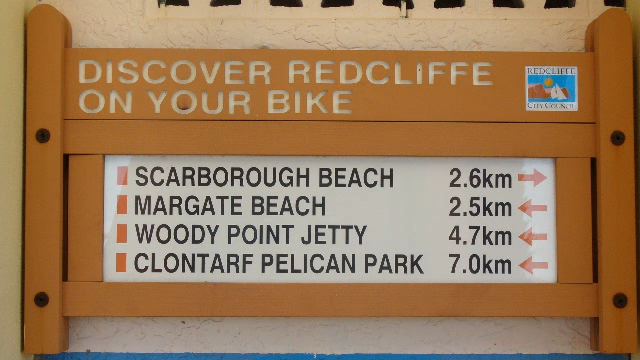 DISCOVER REDCLIFFE
ON YOUR BIKE
REDCLIFFE
CITY COUNCIL
SCARBOROUGH BEACH 2.6km →
MARGATE BEACH 2.5km ←
WOODY POINT JETTY 4.7km ←
CLONTARF PELICAN PARK 7.0km ←